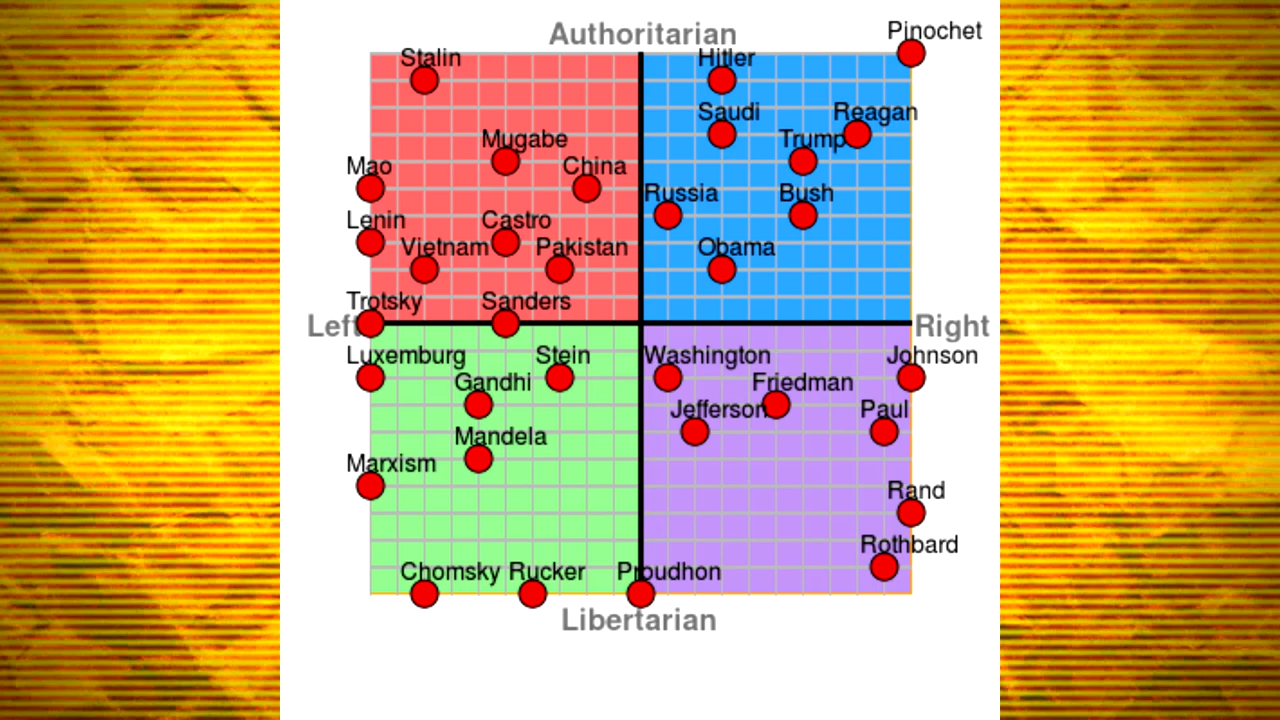 Pinochet
Authoritarian
Stalin
Hitler
Saudi
Reagan
Mugabe
Trump
Mao
China
Russia
Bush
Lenin
Castro
Vietnam
Pakistan
Obama
Trotsky
Sanders
Left
Right
Luxemburg
Stein
Washington
Johnson
Gandhi
Friedman
Jefferson
Paul
Mandela
Marxism
Rand
Rothbard
Chomsky
Rucker
Proudhon
Libertarian